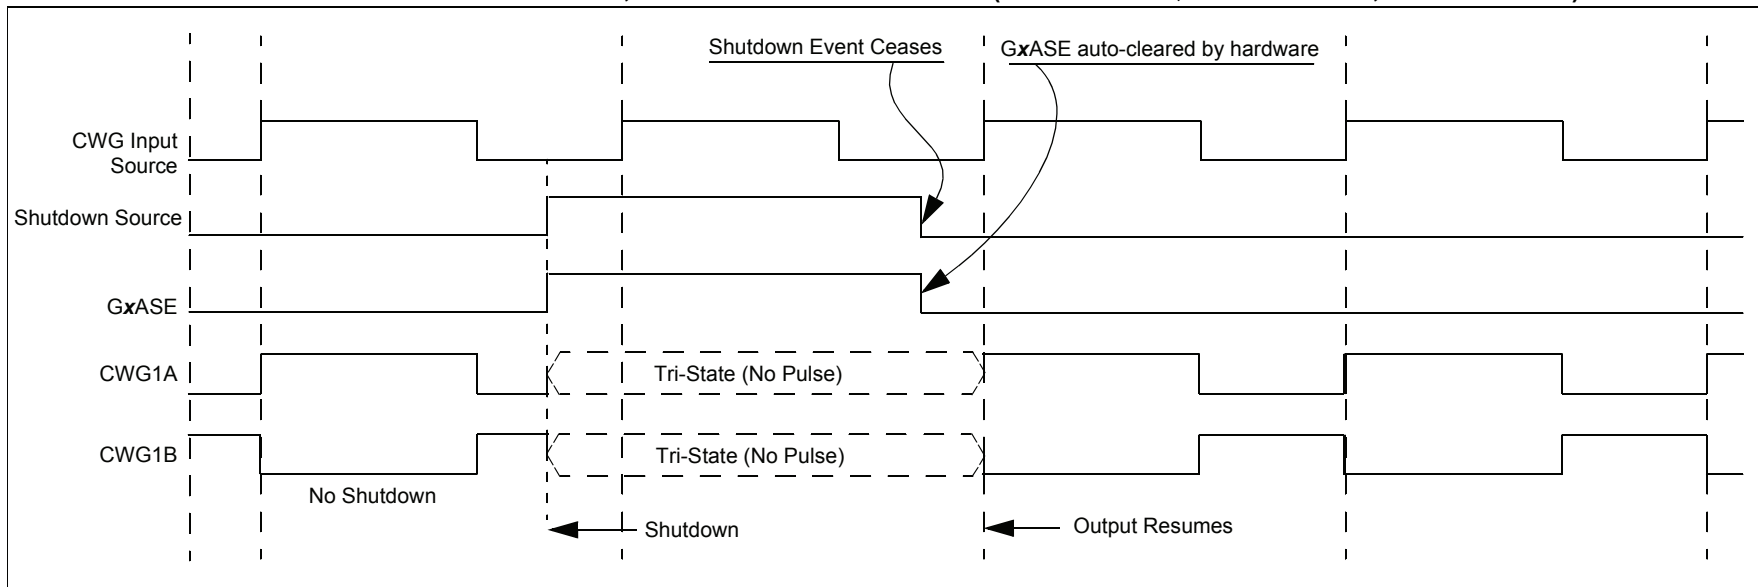 Shutdown Event Ceases
GxASE auto-cleared by hardware
CWG Input
Source
Shutdown Source
GxASE
CWG1A
Tri-State (No Pulse)
CWG1B
Tri-State (No Pulse)
No Shutdown
Shutdown
Output Resumes